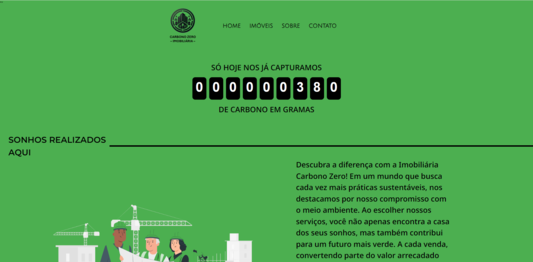 CARBONO ZERO
IMOBILIÁRIA
HOME IMÓVEIS SOBRE CONTATO
SÓ HOJE NOS JÁ CAPTURAMOS
0 0 0 0 0 0 3 8 0
DE CARBONO EM GRAMAS
SONHOS REALIZADOS
AQUI
Descubra a diferença com a Imobiliária
Carbono Zero! Em um mundo que busca
cada vez mais práticas sustentáveis, nos
destacamos por nosso compromisso com
o meio ambiente. Ao escolher nossos
serviços, você não apenas encontra a casa
dos seus sonhos, mas também contribui
para um futuro mais verde. A cada venda,
convertendo parte do valor arrecadado